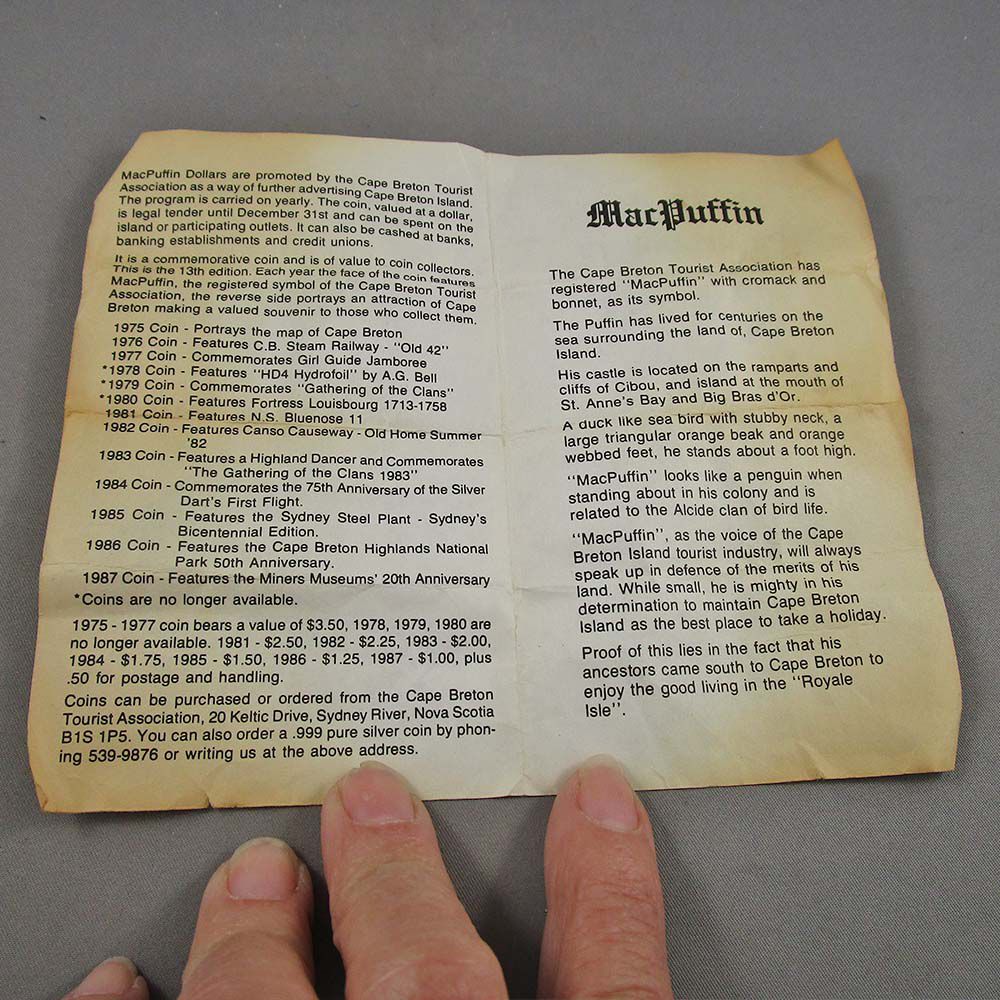 MacPuffin Dollars are promoted by the Cape Breton Tourist
Association as a way of further advertising Cape Breton Island.
The program is carried on yearly. The coin, valued at a dollar,
is legal tender until December 31st and can be spent on the
island or participating outlets. It can also be cashed at banks,
banking establishments and credit unions.
It is a commemorative coin and is of value to coin collectors.
This is the 13th edition. Each year the face of the coin features
MacPuffin, the registered symbol of the Cape Breton Tourist
Association, the reverse side portrays an attraction of Cape
Breton making a valued souvenir to those who collect them.
1975 Coin - Portrays the map of Cape Breton
1976 Coin - Features C.B. Steam Railway - "Old 42"
1977 Coin - Commemorates Girl Guide Jamboree
*1978 Coin - Features "HD4 Hydrofoil" by A.G. Bell
*1979 Coin - Commemorates "Gathering of the Clans"
*1980 Coin - Features Fortress Louisbourg 1713-1758
1981 Coin - Features N.S. Bluenose 11
1982 Coin - Features Canso Causeway - Old Home Summer
'82
1983 Coin - Features a Highland Dancer and Commemorates
"The Gathering of the Clans 1983"
1984 Coin - Commemorates the 75th Anniversary of the Silver
Dart's First Flight.
1985 Coin - Features the Sydney Steel Plant - Sydney's
Bicentennial Edition.
1986 Coin - Features the Cape Breton Highlands National
Park 50th Anniversary.
1987 Coin - Features the Miners Museums' 20th Anniversary
*Coins are no longer available.
1975 - 1977 coin bears a value of $3.50, 1978, 1979, 1980 are
no longer available. 1981 - $2.50, 1982 - $2.25, 1983 - $2.00,
1984 - $1.75, 1985 - $1.50, 1986 - $1.25, 1987 - $1.00, plus
.50 for postage and handling.
Coins can be purchased or ordered from the Cape Breton
Tourist Association, 20 Keltic Drive, Sydney River, Nova Scotia
B1S 1P5. You can also order a .999 pure silver coin by phon-
ing 539-9876 or writing us at the above address.
MacPuffin
The Cape Breton Tourist Association has
registered "MacPuffin" with cromack and
bonnet, as its symbol.
The Puffin has lived for centuries on the
sea surrounding the land of, Cape Breton
Island.
His castle is located on the ramparts and
cliffs of Cibou, and island at the mouth of
St. Anne's Bay and Big Bras d'Or.
A duck like sea bird with stubby neck, a
large triangular orange beak and orange
webbed feet, he stands about a foot high.
"MacPuffin" looks like a penguin when
standing about in his colony and is
related to the Alcide clan of bird life.
"MacPuffin", as the voice of the Cape
Breton Island tourist industry, will always
speak up in defence of the merits of his
land. While small, he is mighty in his
determination to maintain Cape Breton
Island as the best place to take a holiday.
Proof of this lies in the fact that his
ancestors came south to Cape Breton to
enjoy the good living in the "Royale
Isle".